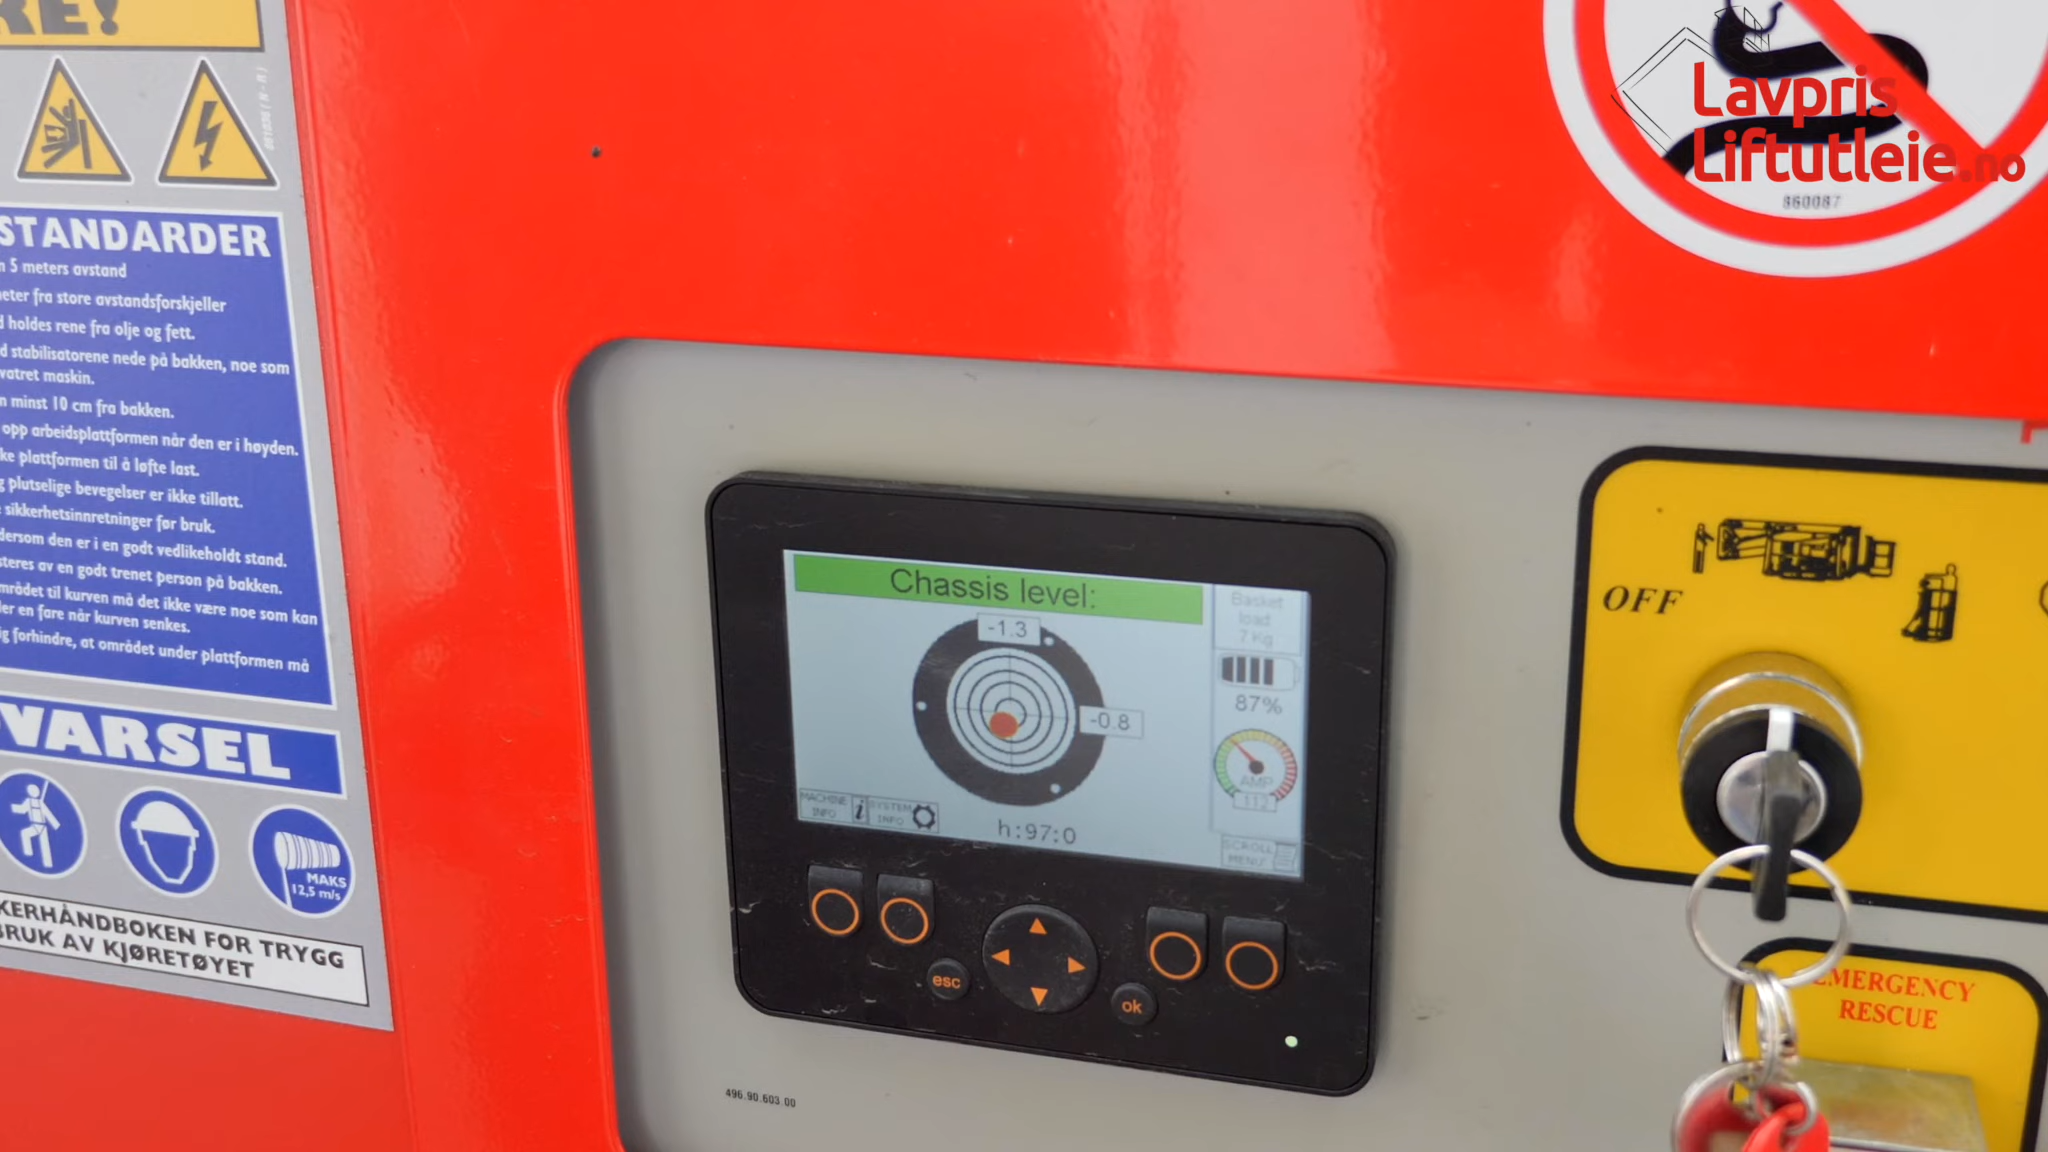 KE!
STANDARDER
n 5 meters avstand
neter fra store avstandsforskjeller
d holdes rene fra olje og fett.
d stabilisatorene nede på bakken, noe som
vatret maskin.
n minst 10 cm fra bakken.
opp arbeidsplattformen når den er i høyden.
ke plattformen til å løfte last.
g plutselige bevegelser er ikke tillatt.
sikkerhetsinnretninger før bruk.
dersom den er i en godt vedlikeholdt stand.
steres av en godt trenet person på bakken.
mrådet til kurven må det ikke være noe som kan
ler en fare når kurven senkes.
ig forhindre, at området under plattformen må
VARSEL
MAKS
12,5 m/s
KERHÅNDBOKEN FOR TRYGG
BRUK AV KJØRETØYET
Lavpris
Liftutleie.no
860087
Chassis level:
-1.3
-0.8
Basket
load
7 Kg
87%
AMP
112
MACHINE
INFO
i
SYSTEM
INFO
h:97:0
SCROLL
MENU
esc
ok
496.90.603.00
OFF
EMERGENCY
RESCUE